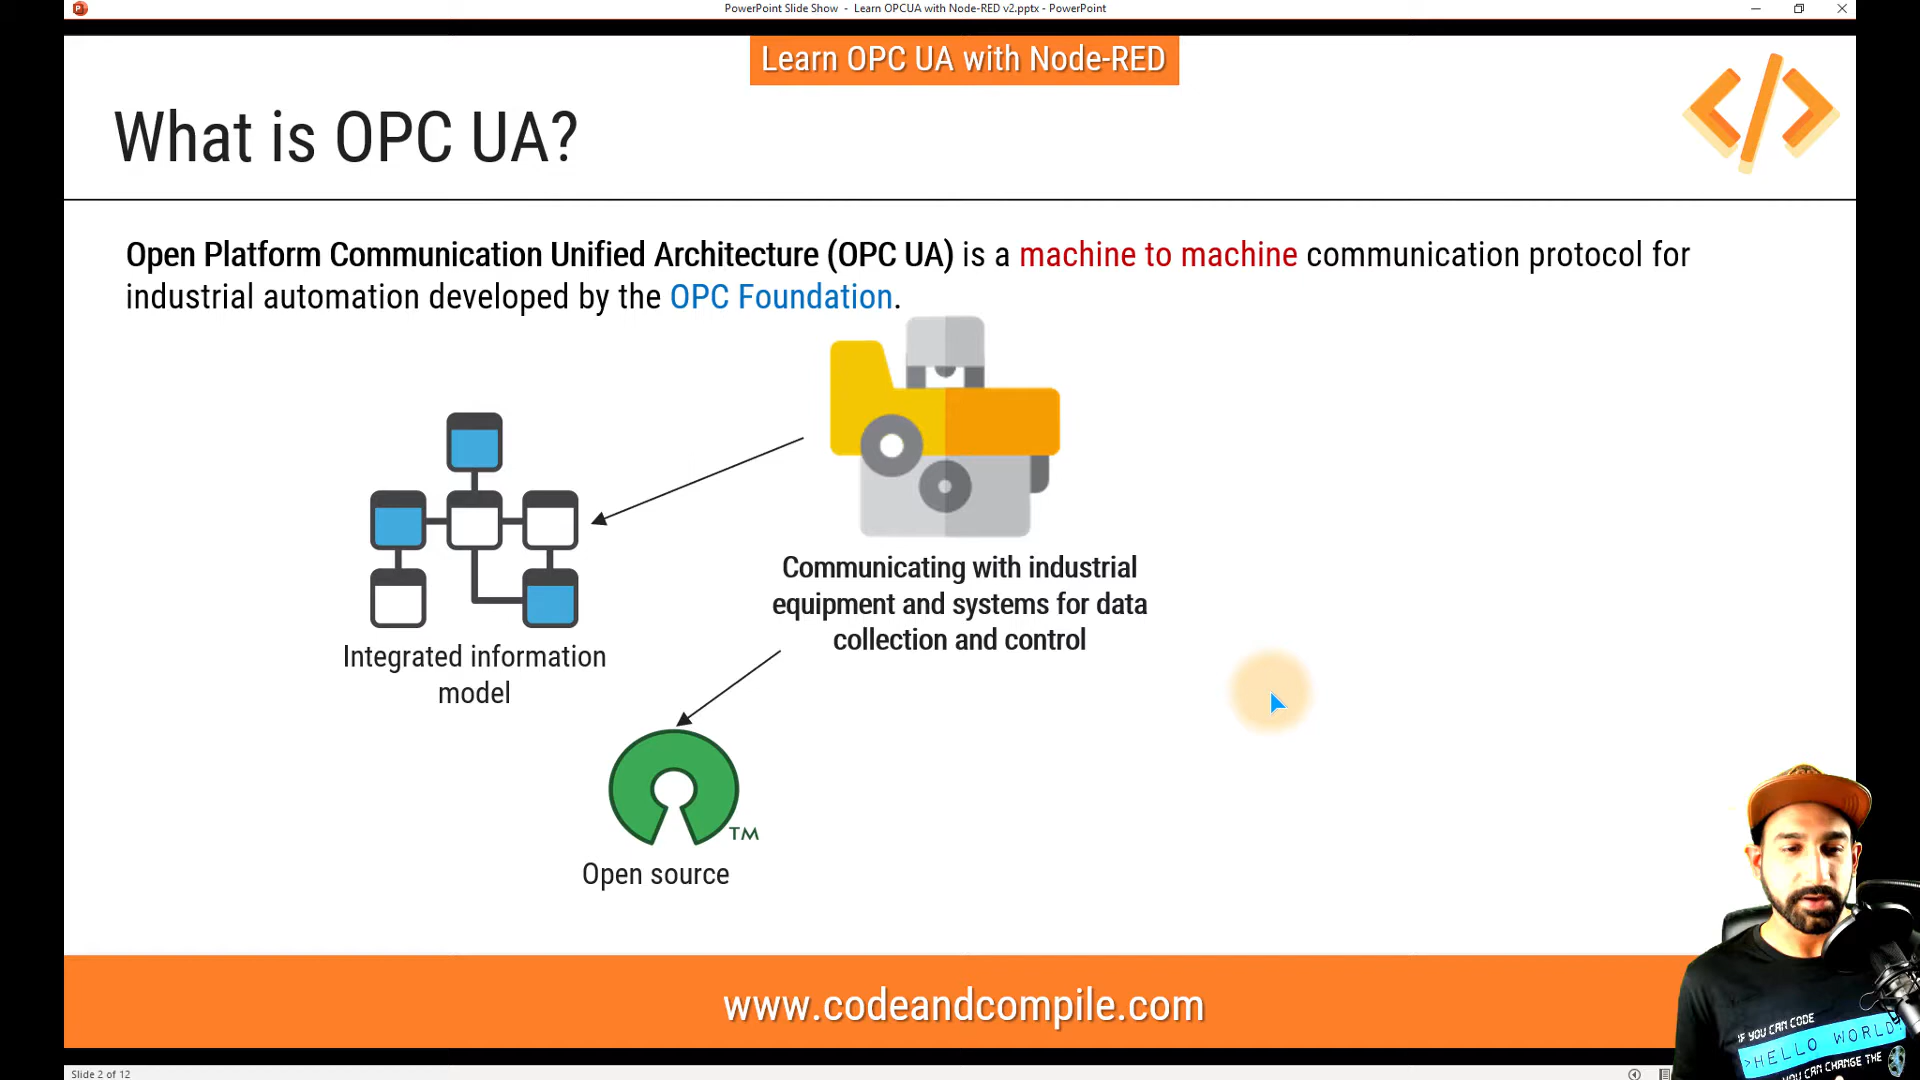 PowerPoint Slide Show - Learn OPCUA with Node-RED v2.pptx - PowerPoint
Learn OPC UA with Node-RED
What is OPC UA?
Open Platform Communication Unified Architecture (OPC UA) is a machine to machine communication protocol for
industrial automation developed by the OPC Foundation.
Communicating with industrial
equipment and systems for data
collection and control
Integrated information
model
TM
Open source
www.codeandcompile.com
IF YOU CAN CODE
>HELLO WORLD!
YOU CAN CHANGE THE
Slide 2 of 12